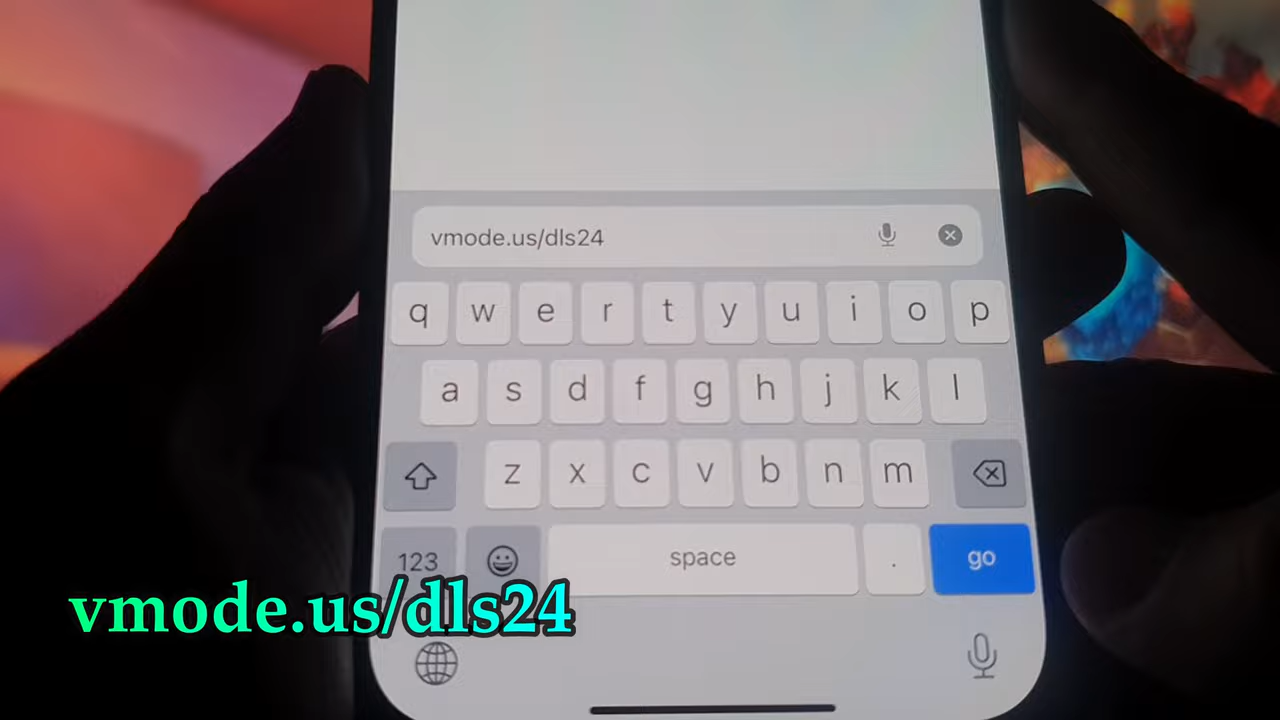 vmode.us/dls24
q w e r t y u i o p
a s d f g h j k l
z x c v b n m
123 space . go
vmode.us/dls24